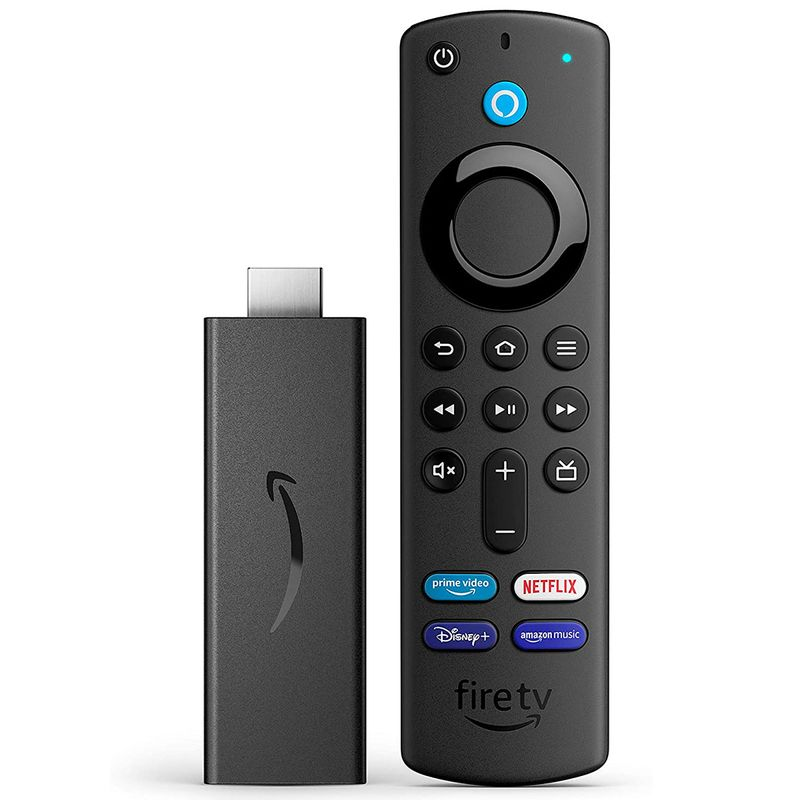 prime video
NETFLIX
Disney+
amazon music
fire tv